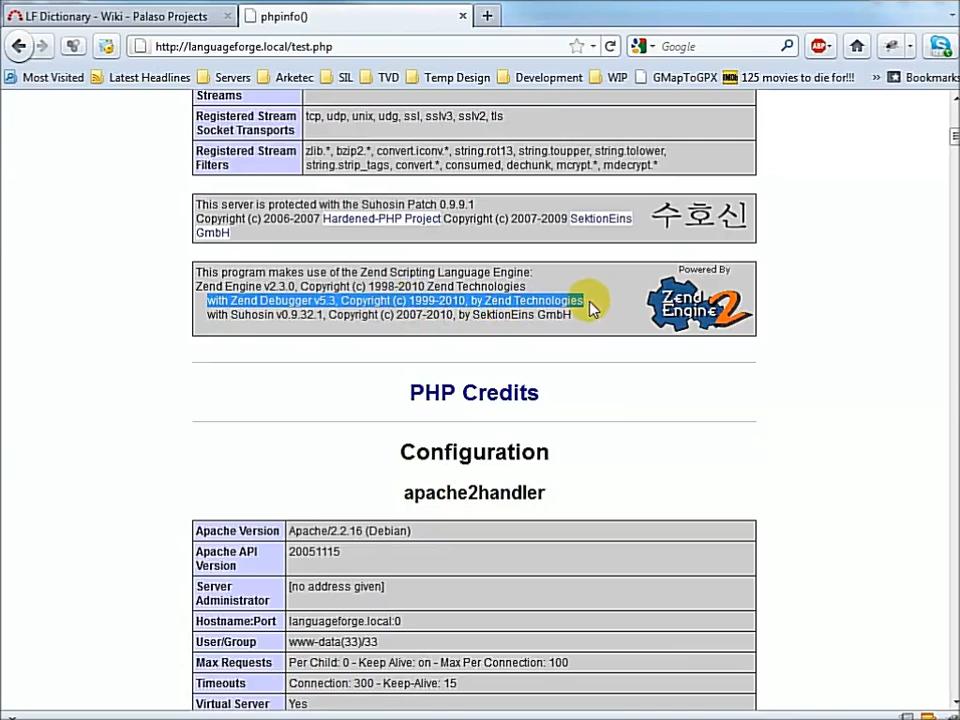 LF Dictionary - Wiki - Palaso Projects
phpinfo()
http://languageforge.local/test.php
Google
ABP
Most Visited
Latest Headlines
Servers
Arketec
SIL
TVD
Temp Design
Development
WIP
GMapToGPX
IMDb
125 movies to die for!!!
»
Bookmarks
Streams
Registered Stream Socket Transports
tcp, udp, unix, udg, ssl, sslv3, sslv2, tls
Registered Stream Filters
zlib.*, bzip2.*, convert.iconv.*, string.rot13, string.toupper, string.tolower,
string.strip_tags, convert.*, consumed, dechunk, mcrypt.*, mdecrypt.*
This server is protected with the Suhosin Patch 0.9.9.1
Copyright (c) 2006-2007 Hardened-PHP Project Copyright (c) 2007-2009 SektionEins
GmbH
수호신
This program makes use of the Zend Scripting Language Engine:
Zend Engine v2.3.0, Copyright (c) 1998-2010 Zend Technologies
with Zend Debugger v5.3, Copyright (c) 1999-2010, by Zend Technologies
with Suhosin v0.9.32.1, Copyright (c) 2007-2010, by SektionEins GmbH
Powered By
Zend
Engine 2
PHP Credits
Configuration
apache2handler
Apache Version Apache/2.2.16 (Debian)
Apache API Version
20051115
Server Administrator
[no address given]
Hostname:Port languageforge.local:0
User/Group www-data(33)/33
Max Requests Per Child: 0 - Keep Alive: on - Max Per Connection: 100
Timeouts Connection: 300 - Keep-Alive: 15
Virtual Server Yes